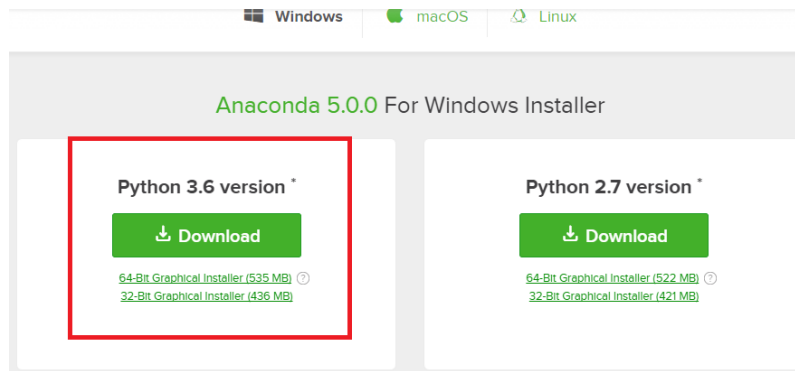 Windows macOS Linux
Anaconda 5.0.0 For Windows Installer
Python 3.6 version *
Download
64-Bit Graphical Installer (535 MB) ?
32-Bit Graphical Installer (436 MB)
Python 2.7 version *
Download
64-Bit Graphical Installer (522 MB) ?
32-Bit Graphical Installer (421 MB)